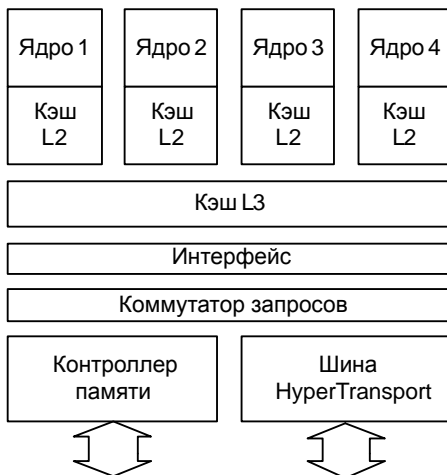 Ядро 1 Ядро 2 Ядро 3 Ядро 4
Кэш Кэш Кэш Кэш
L2 L2 L2 L2
Кэш L3
Интерфейс
Коммутатор запросов
Контроллер
памяти
Шина
HyperTransport